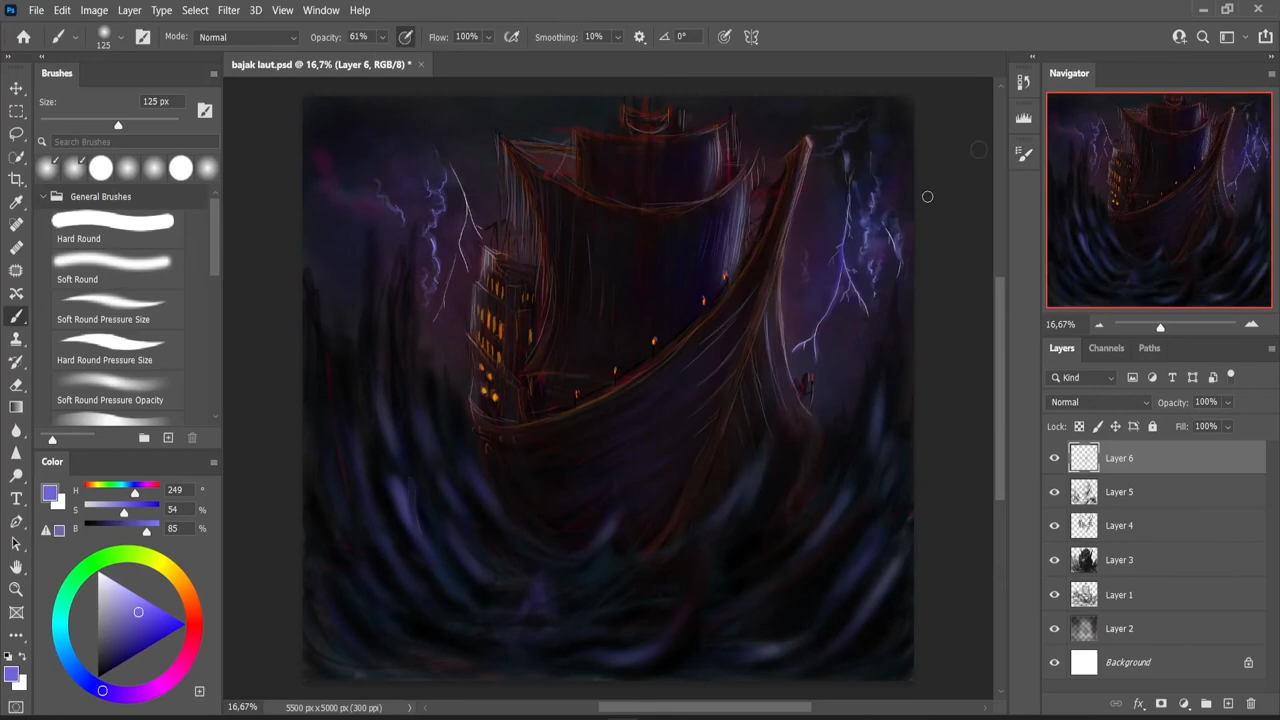 Ps File Edit Image Layer Type Select Filter 3D View Window Help
125 Mode: Normal Opacity: 61% Flow: 100% Smoothing: 10% 0°
bajak laut.psd @ 16,7% (Layer 6, RGB/8) *
Brushes
Size: 125 px
Search Brushes
General Brushes
Hard Round
Soft Round
Soft Round Pressure Size
Hard Round Pressure Size
Soft Round Pressure Opacity
Color
H 249 °
S 54 %
B 85 %
16,67% 5500 px x 5000 px (300 ppi)
Navigator
16,67%
Layers Channels Paths
Kind
Normal Opacity: 100%
Lock: Fill: 100%
Layer 6
Layer 5
Layer 4
Layer 3
Layer 1
Layer 2
Background